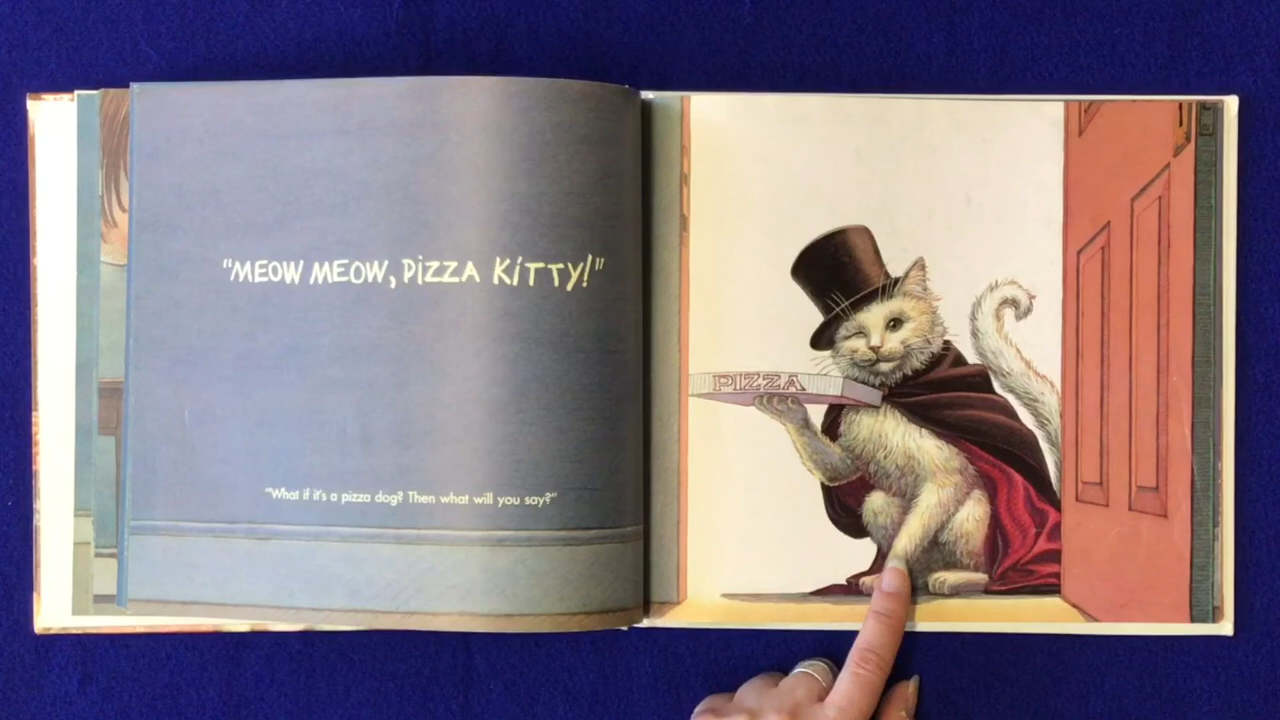 “MEOW MEOW, PiZZA KiTTY!”
“What if it’s a pizza dog? Then what will you say?”
PIZZA